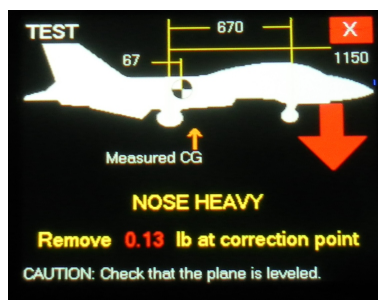 TEST
670
X
67
1150
Measured CG
NOSE HEAVY
Remove 0.13 lb at correction point
CAUTION: Check that the plane is leveled.